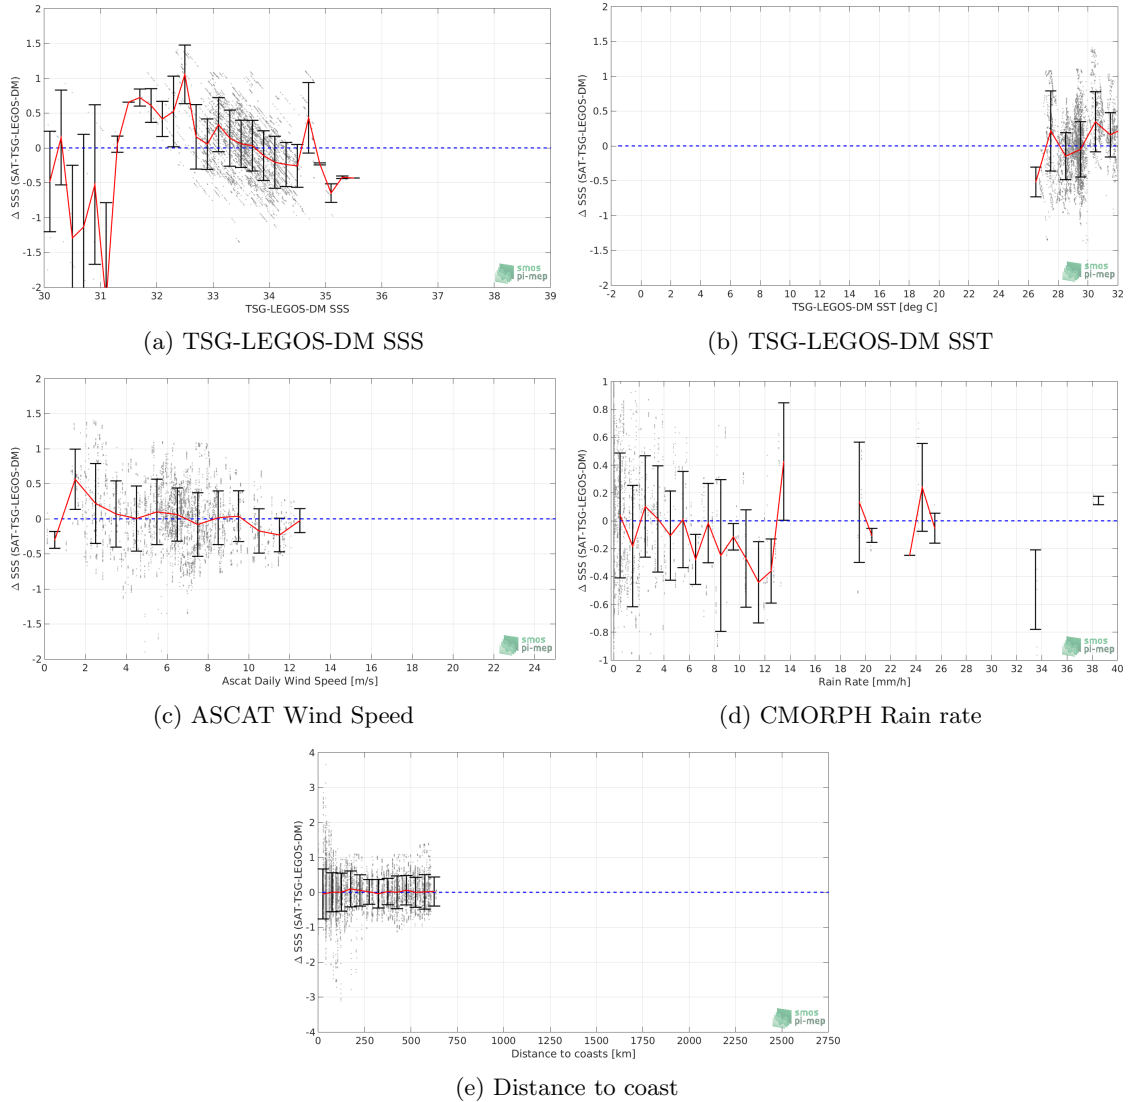 2
1.5
1
0.5
0
-0.5
-1
-1.5
-2
Δ SSS (SAT-TSG-LEGOS-DM)
30 31 32 33 34 35 36 37 38 39
TSG-LEGOS-DM SSS
smos
pi-mep
(a) TSG-LEGOS-DM SSS
2
1.5
1
0.5
0
-0.5
-1
-1.5
-2
Δ SSS (SAT-TSG-LEGOS-DM)
-2 0 2 4 6 8 10 12 14 16 18 20 22 24 26 28 30 32
TSG-LEGOS-DM SST [deg C]
smos
pi-mep
(b) TSG-LEGOS-DM SST
2
1.5
1
0.5
0
-0.5
-1
-1.5
-2
Δ SSS (SAT-TSG-LEGOS-DM)
0 2 4 6 8 10 12 14 16 18 20 22 24
Ascat Daily Wind Speed [m/s]
smos
pi-mep
(c) ASCAT Wind Speed
1
0.8
0.6
0.4
0.2
0
-0.2
-0.4
-0.6
-0.8
-1
Δ SSS (SAT-TSG-LEGOS-DM)
0 2 4 6 8 10 12 14 16 18 20 22 24 26 28 30 32 34 36 38 40
Rain Rate [mm/h]
smos
pi-mep
(d) CMORPH Rain rate
4
3
2
1
0
-1
-2
-3
-4
Δ SSS (SAT-TSG-LEGOS-DM)
0 250 500 750 1000 1250 1500 1750 2000 2250 2500 2750
Distance to coasts [km]
smos
pi-mep
(e) Distance to coast